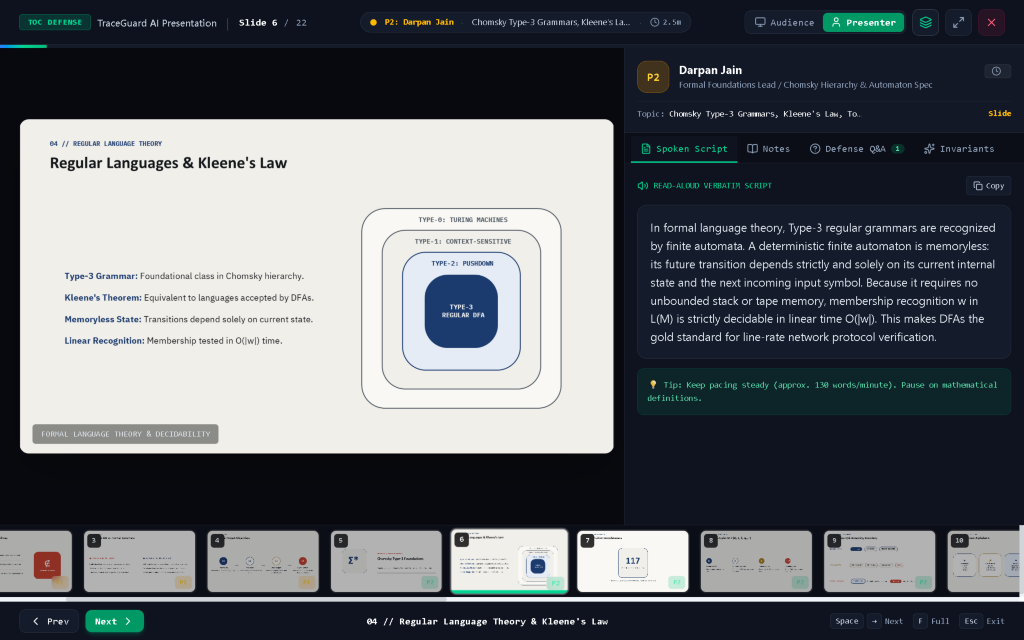 TOC DEFENSE TraceGuard AI Presentation | Slide 6 / 22
P2: Darpan Jain · Chomsky Type-3 Grammars, Kleene's La... · 2.5m
Audience Presenter
04 // REGULAR LANGUAGE THEORY
Regular Languages & Kleene's Law
Type-3 Grammar: Foundational class in Chomsky hierarchy.
Kleene's Theorem: Equivalent to languages accepted by DFAs.
Memoryless State: Transitions depend solely on current state.
Linear Recognition: Membership tested in O(|w|) time.
TYPE-0: TURING MACHINES
TYPE-1: CONTEXT-SENSITIVE
TYPE-2: PUSHDOWN
TYPE-3
REGULAR DFA
FORMAL LANGUAGE THEORY & DECIDABILITY
P2
Darpan Jain
Formal Foundations Lead / Chomsky Hierarchy & Automaton Spec
Topic: Chomsky Type-3 Grammars, Kleene's Law, To…
Slide
Spoken Script Notes Defense Q&A 1 Invariants
READ-ALOUD VERBATIM SCRIPT
Copy
In formal language theory, Type-3 regular grammars are recognized
by finite automata. A deterministic finite automaton is memoryless:
its future transition depends strictly and solely on its current internal
state and the next incoming input symbol. Because it requires no
unbounded stack or tape memory, membership recognition w in
L(M) is strictly decidable in linear time O(|w|). This makes DFAs the
gold standard for line-rate network protocol verification.
💡 Tip: Keep pacing steady (approx. 130 words/minute). Pause on mathematical
definitions.
3
4
5
Σ*
6
P2
7
117
8
9
10
Prev Next
04 // Regular Language Theory & Kleene's Law
Space → Next F Full Esc Exit